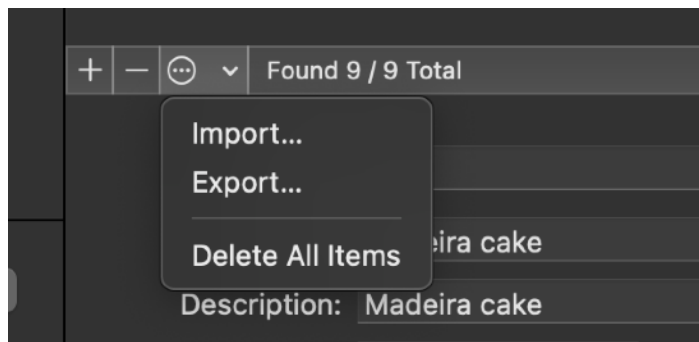 Found 9 / 9 Total
Import...
Export...
Delete All Items
eira cake
Description: Madeira cake